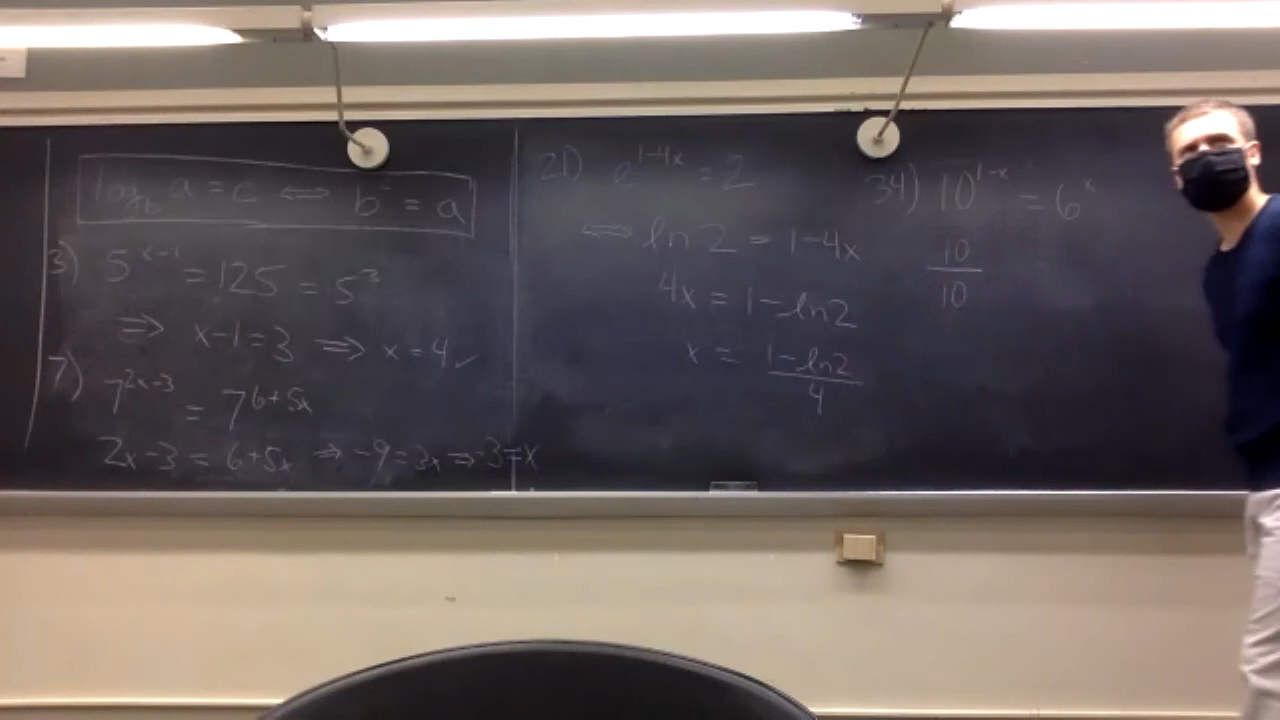 log_b a = c ⟺ b^c = a
3) 5^{x-1} = 125 = 5^3
⟹ x-1=3 ⟹ x=4 ✓
7) 7^{2x-3} = 7^{6+5x}
2x-3 = 6+5x ⟹ -9=3x ⟹ -3=x
21) e^{1-4x} = 2
⟺ ln 2 = 1-4x
4x = 1-ln2
x = \frac{1-ln2}{4}
34) 10^{1-x} = 6^x
\frac{10}{10}